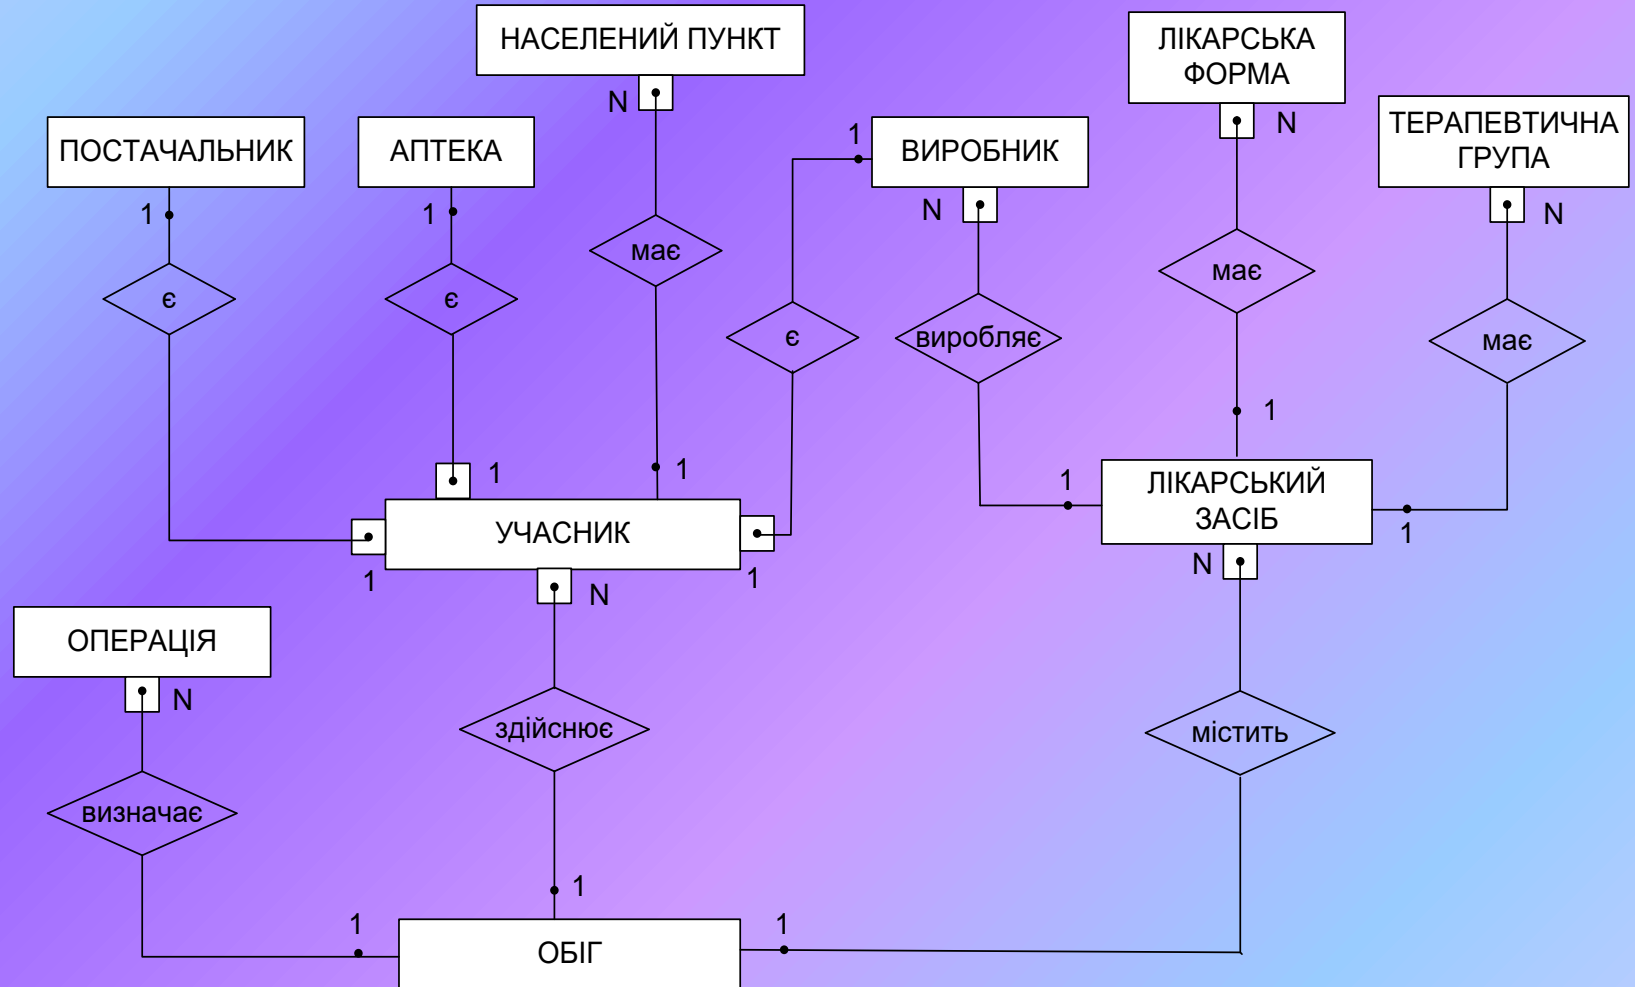 НАСЕЛЕНИЙ ПУНКТ
ЛІКАРСЬКА
ФОРМА
N
N
ПОСТАЧАЛЬНИК
АПТЕКА
1
ВИРОБНИК
ТЕРАПЕВТИЧНА
ГРУПА
1
1
N
N
має
має
є
є
є
виробляє
має
1
1
1
1
УЧАСНИК
ЛІКАРСЬКИЙ
ЗАСІБ
1
1
1
N
N
ОПЕРАЦІЯ
N
здійснює
містить
визначає
1
1
1
ОБІГ